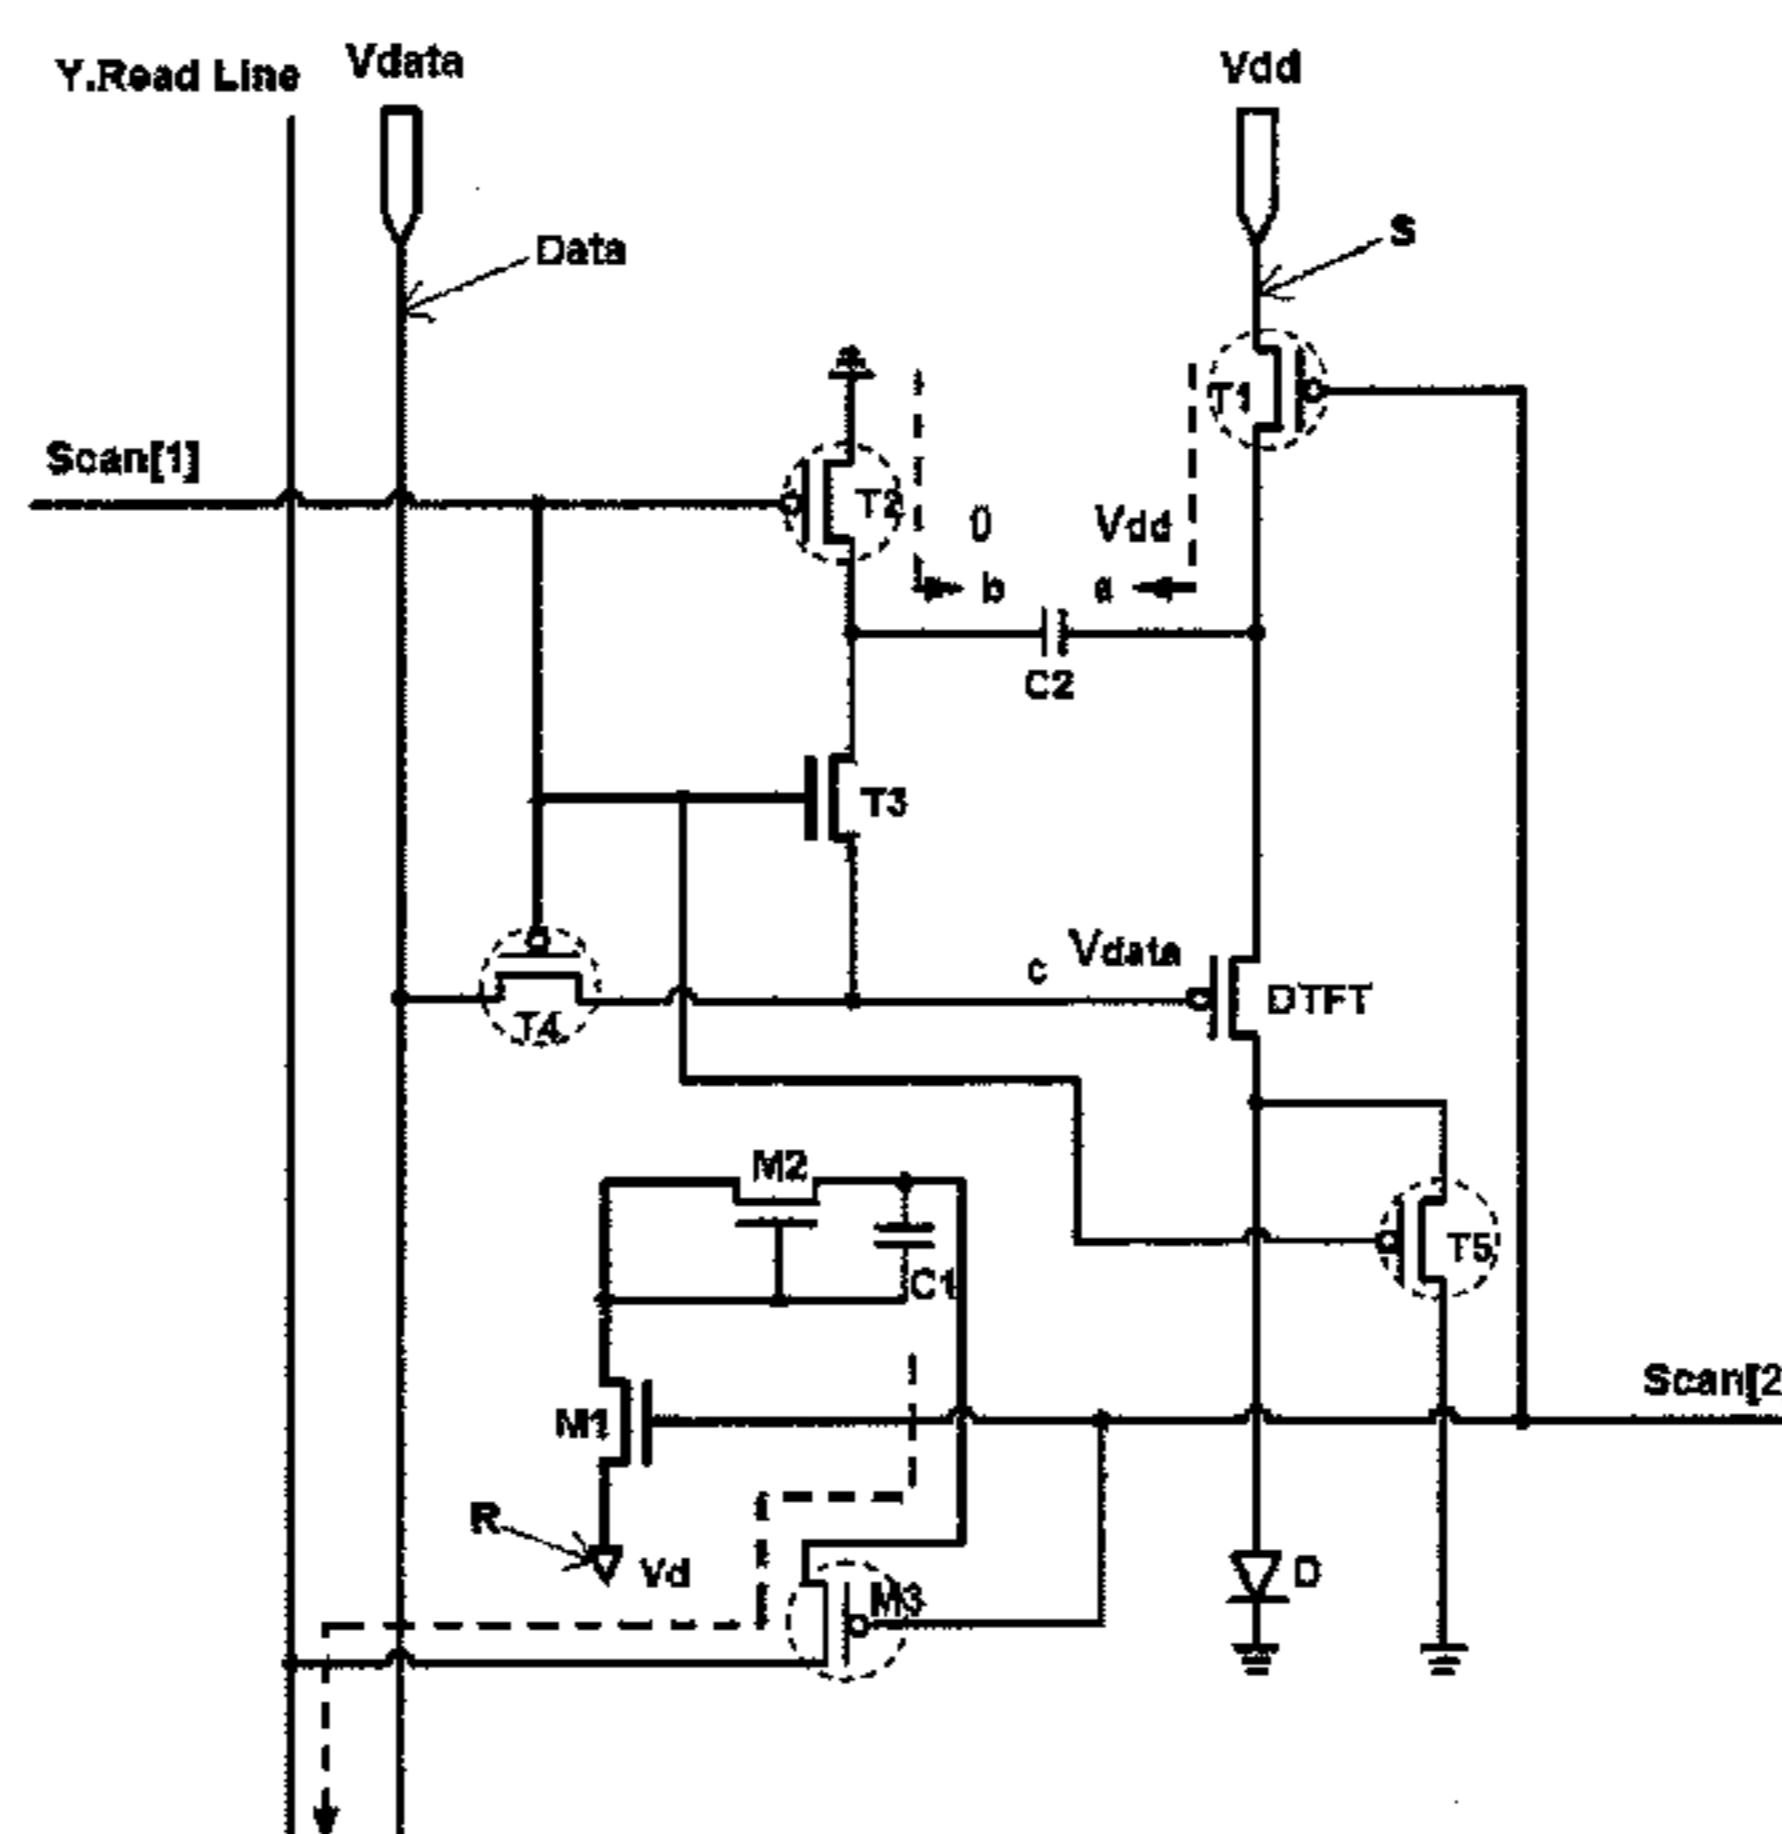 Y.Read Line
Vdata
Vdd
Data
S
T1
Scan[1]
T2
0
Vdd
b
a
C2
T3
Vdata
c
DTFT
T4
M2
C1
T5
Scan[2
M1
R
Vd
M3
D